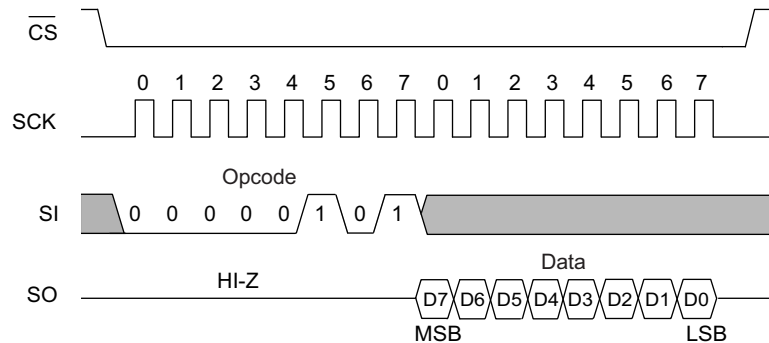 C̅S̅
0 1 2 3 4 5 6 7 0 1 2 3 4 5 6 7
SCK
Opcode
SI 0 0 0 0 0 1 0 1
Data
HI-Z
SO D7 D6 D5 D4 D3 D2 D1 D0
MSB LSB